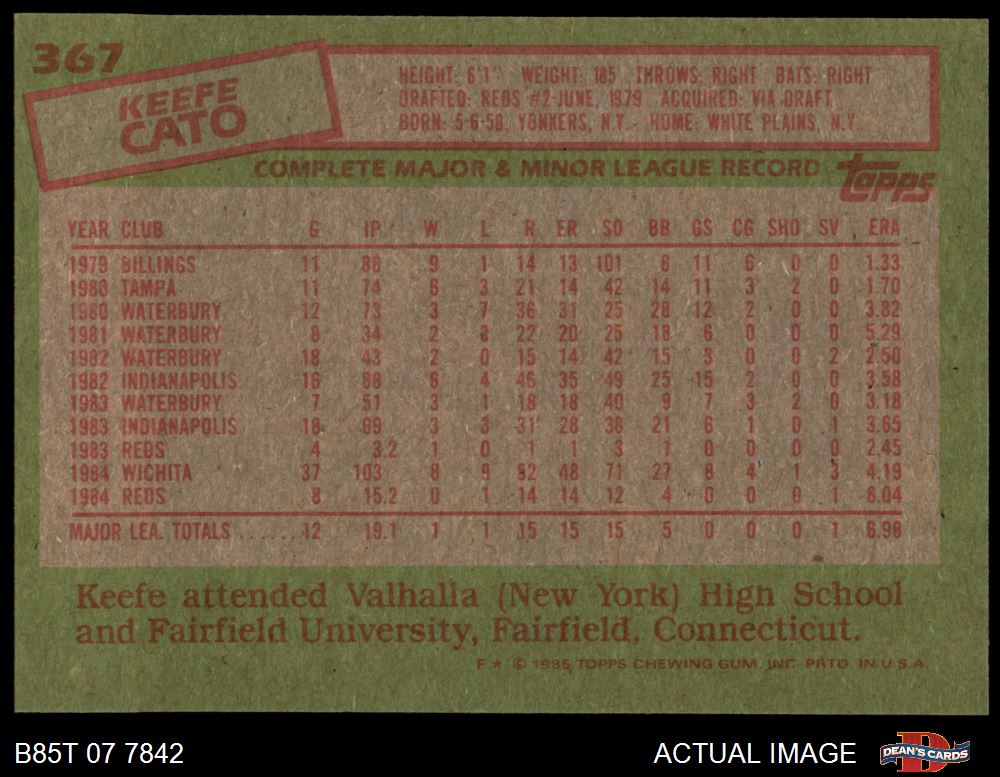 367
KEEFE
CATO
HEIGHT: 6'1" WEIGHT: 185 THROWS: RIGHT BATS: RIGHT
DRAFTED: REDS #2-JUNE, 1979 ACQUIRED: VIA DRAFT
BORN: 5-6-58, YONKERS, N.Y. - HOME: WHITE PLAINS, N.Y.
COMPLETE MAJOR & MINOR LEAGUE RECORD
topps
YEAR CLUB G IP W L R ER SO BB GS CG SHO SV ERA
1979 BILLINGS 11 88 9 1 14 13 101 8 11 6 0 0 1.33
1980 TAMPA 11 74 6 3 21 14 42 14 11 3 2 0 1.70
1980 WATERBURY 12 73 3 7 36 31 25 28 12 2 0 0 3.82
1981 WATERBURY 8 34 2 2 22 20 25 18 6 0 0 0 5.29
1982 WATERBURY 18 43 2 0 15 14 42 15 3 0 0 2 2.50
1982 INDIANAPOLIS 16 88 6 4 46 35 49 25 15 2 0 0 3.58
1983 WATERBURY 7 51 3 1 18 18 40 9 7 3 2 0 3.18
1983 INDIANAPOLIS 18 69 3 3 31 28 38 21 6 1 0 1 3.65
1983 REDS 4 3.2 1 0 1 1 3 1 0 0 0 0 2.45
1984 WICHITA 37 103 8 9 52 48 71 27 8 4 1 3 4.19
1984 REDS 8 15.2 0 1 14 14 12 4 0 0 0 1 8.04
MAJOR LEA. TOTALS ...... 12 19.1 1 1 15 15 15 5 0 0 0 1 6.98
Keefe attended Valhalla (New York) High School
and Fairfield University, Fairfield, Connecticut.
F★ © 1985 TOPPS CHEWING GUM, INC. PRTD. IN U.S.A.
B85T 07 7842
ACTUAL IMAGE
DEAN'S CARDS